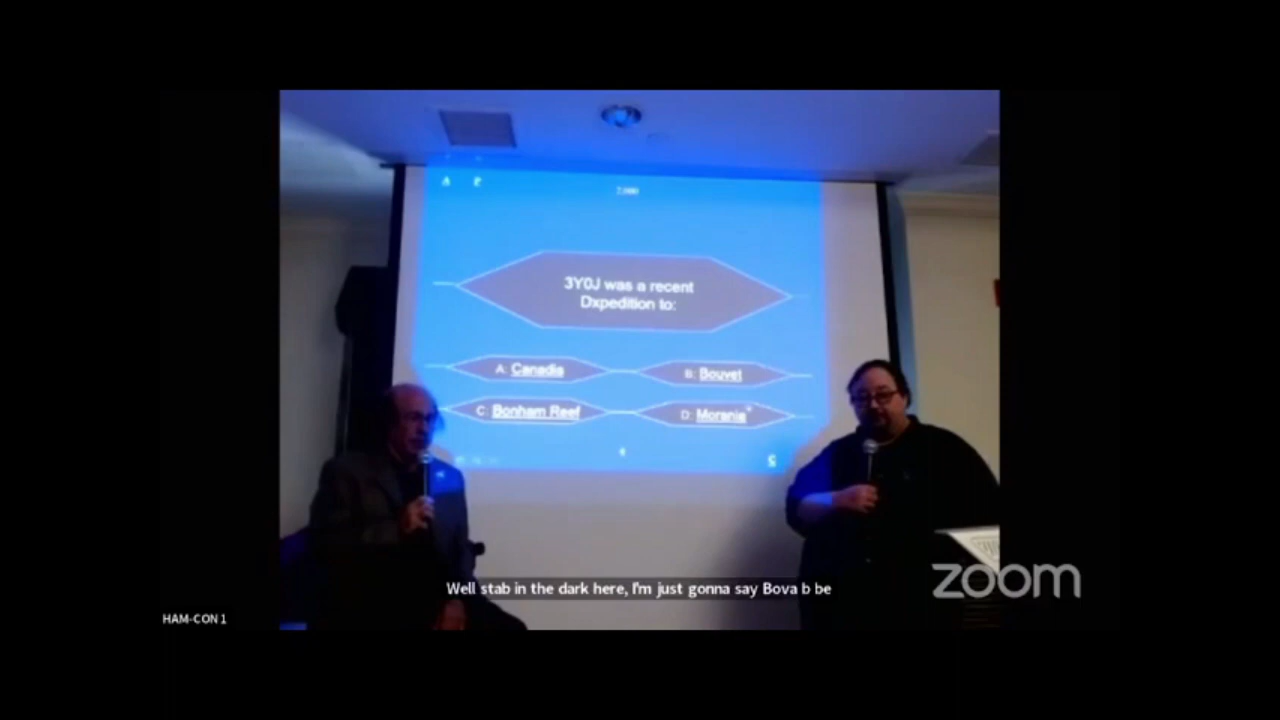 3Y0J was a recent
Dxpedition to:
A: Canadia
B: Bouvet
C: Bonham Reef
D: Morania
Well stab in the dark here, I'm just gonna say Bova b be
zoom
HAM-CON 1